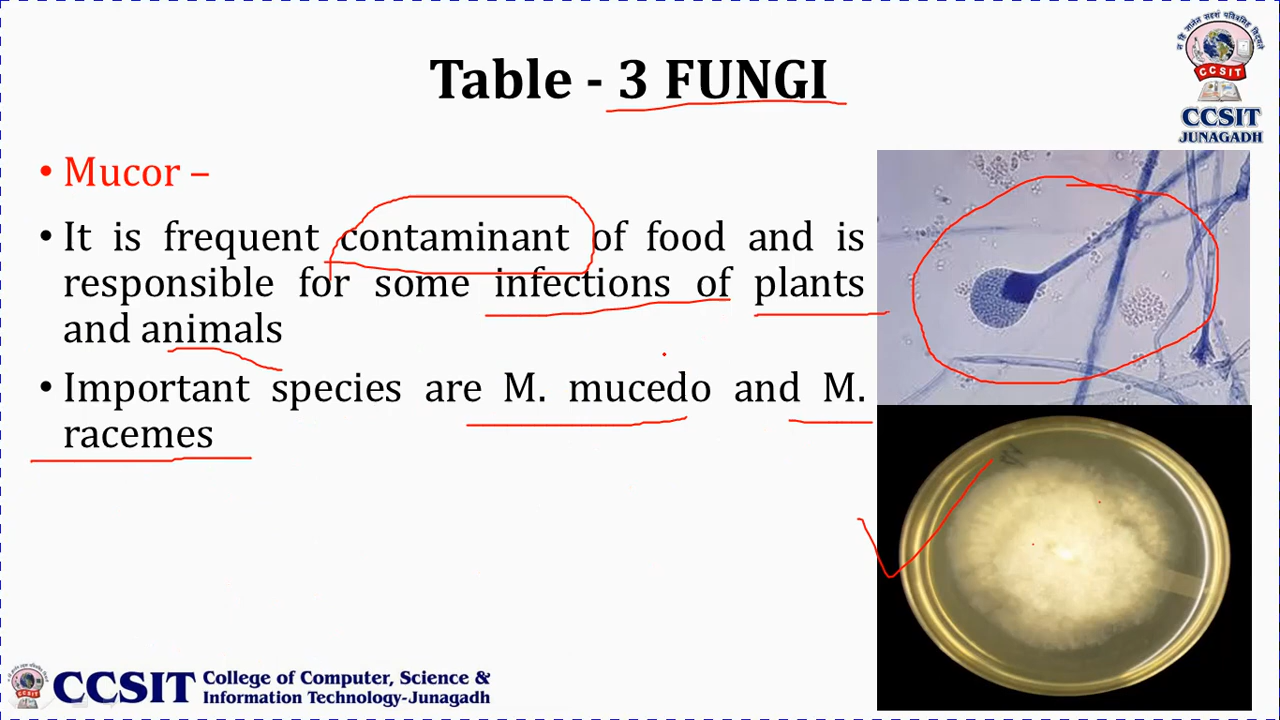 Table - 3 FUNGI
CCSIT
CCSIT
JUNAGADH
• Mucor –
• It is frequent contaminant of food and is
responsible for some infections of plants
and animals
• Important species are M. mucedo and M.
racemes
CCSIT College of Computer, Science &
Information Technology-Junagadh